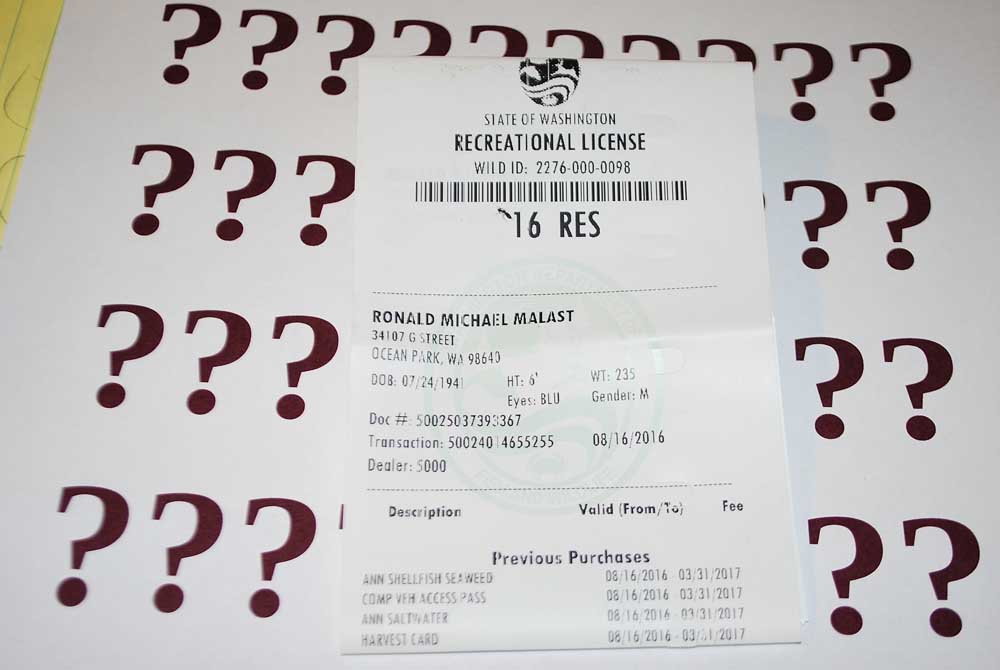 ? ? ? ? ? ? ? ? ? ?
STATE OF WASHINGTON
RECREATIONAL LICENSE
WILD ID: 2276-000-0098
? ? ? ? ?
'16 RES
RONALD MICHAEL MALAST
34107 G STREET
OCEAN PARK, WA 98640
? ? ? ? ?
DOB: 07/24/1941 HT: 6' WT: 235
Eyes: BLU Gender: M
Doc #: 50025037393367
Transaction: 50024014655255 08/16/2016
Dealer: 5000
Description Valid (From/To) Fee
? ? ? ? ?
Previous Purchases
ANN SHELLFISH SEAWEED 08/16/2016 - 03/31/2017
COMP VEH ACCESS PASS 08/16/2016 - 03/31/2017
ANN SALTWATER 08/16/2016 - 03/31/2017
HARVEST CARD 08/16/2016 - 03/31/2017